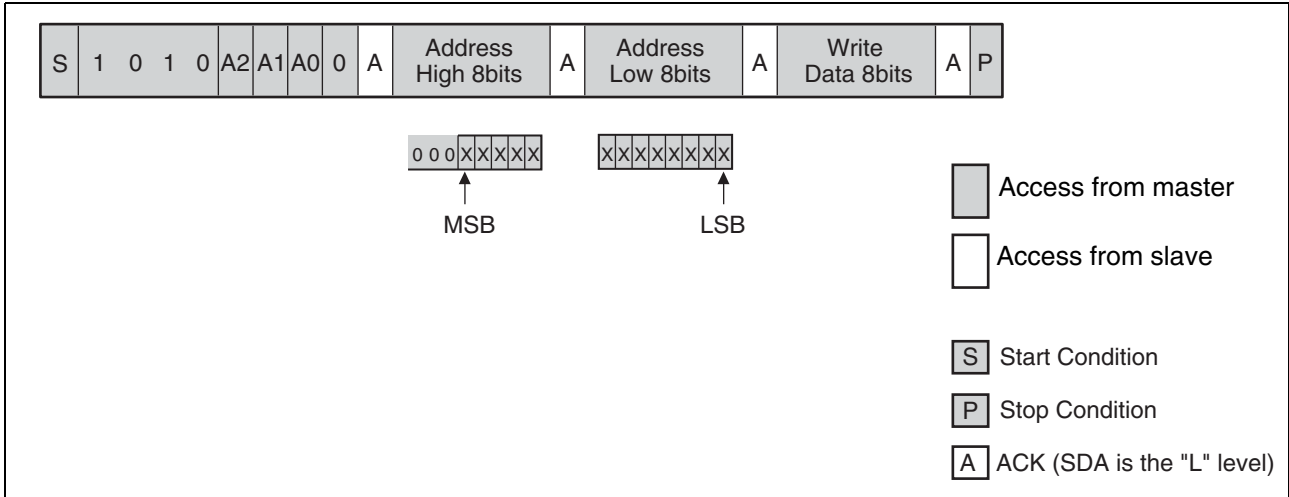 S 1 0 1 0 A2 A1 A0 0 A Address High 8bits A Address Low 8bits A Write Data 8bits A P
0 0 0 X X X X X X X X X X X X X
MSB LSB
Access from master
Access from slave
S Start Condition
P Stop Condition
A ACK (SDA is the "L" level)